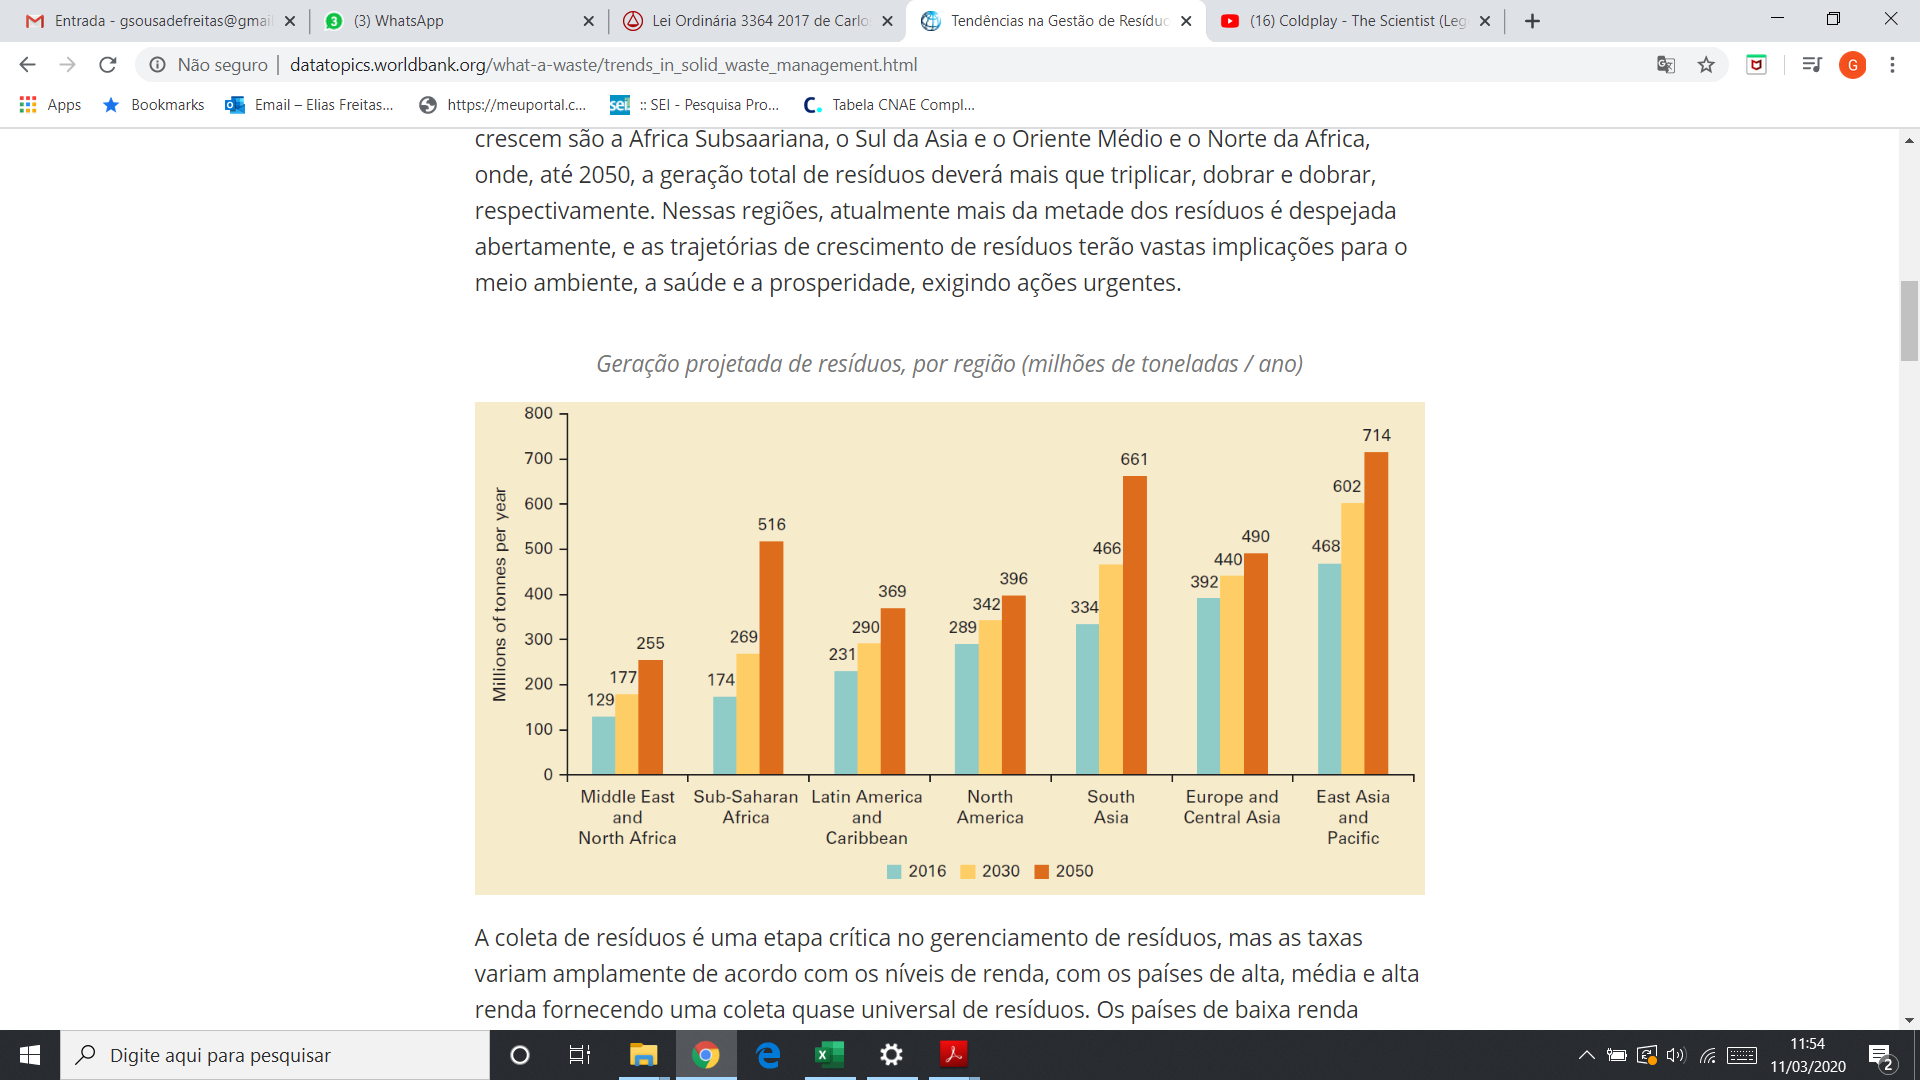 Entrada - gsousadefreitas@gmai
(3) WhatsApp
Lei Ordinária 3364 2017 de Carlo
Tendências na Gestão de Resíduo
(16) Coldplay - The Scientist (Leg
Não seguro
datatopics.worldbank.org/what-a-waste/trends_in_solid_waste_management.html
G
Apps
Bookmarks
Email – Elias Freitas...
https://meuportal.c...
sei.
:: SEI - Pesquisa Pro...
Tabela CNAE Compl...
crescem são a África Subsaariana, o Sul da Ásia e o Oriente Médio e o Norte da África,
onde, até 2050, a geração total de resíduos deverá mais que triplicar, dobrar e dobrar,
respectivamente. Nessas regiões, atualmente mais da metade dos resíduos é despejada
abertamente, e as trajetórias de crescimento de resíduos terão vastas implicações para o
meio ambiente, a saúde e a prosperidade, exigindo ações urgentes.
Geração projetada de resíduos, por região (milhões de toneladas / ano)
Millions of tonnes per year
800
700
600
500
400
300
200
100
0
129 177 255
174 269 516
231 290 369
289 342 396
334 466 661
392 440 490
468 602 714
Middle East
and
North Africa
Sub-Saharan
Africa
Latin America
and
Caribbean
North
America
South
Asia
Europe and
Central Asia
East Asia
and
Pacific
2016 2030 2050
A coleta de resíduos é uma etapa crítica no gerenciamento de resíduos, mas as taxas
variam amplamente de acordo com os níveis de renda, com os países de alta, média e alta
renda fornecendo uma coleta quase universal de resíduos. Os países de baixa renda
Digite aqui para pesquisar
11:54
11/03/2020
2